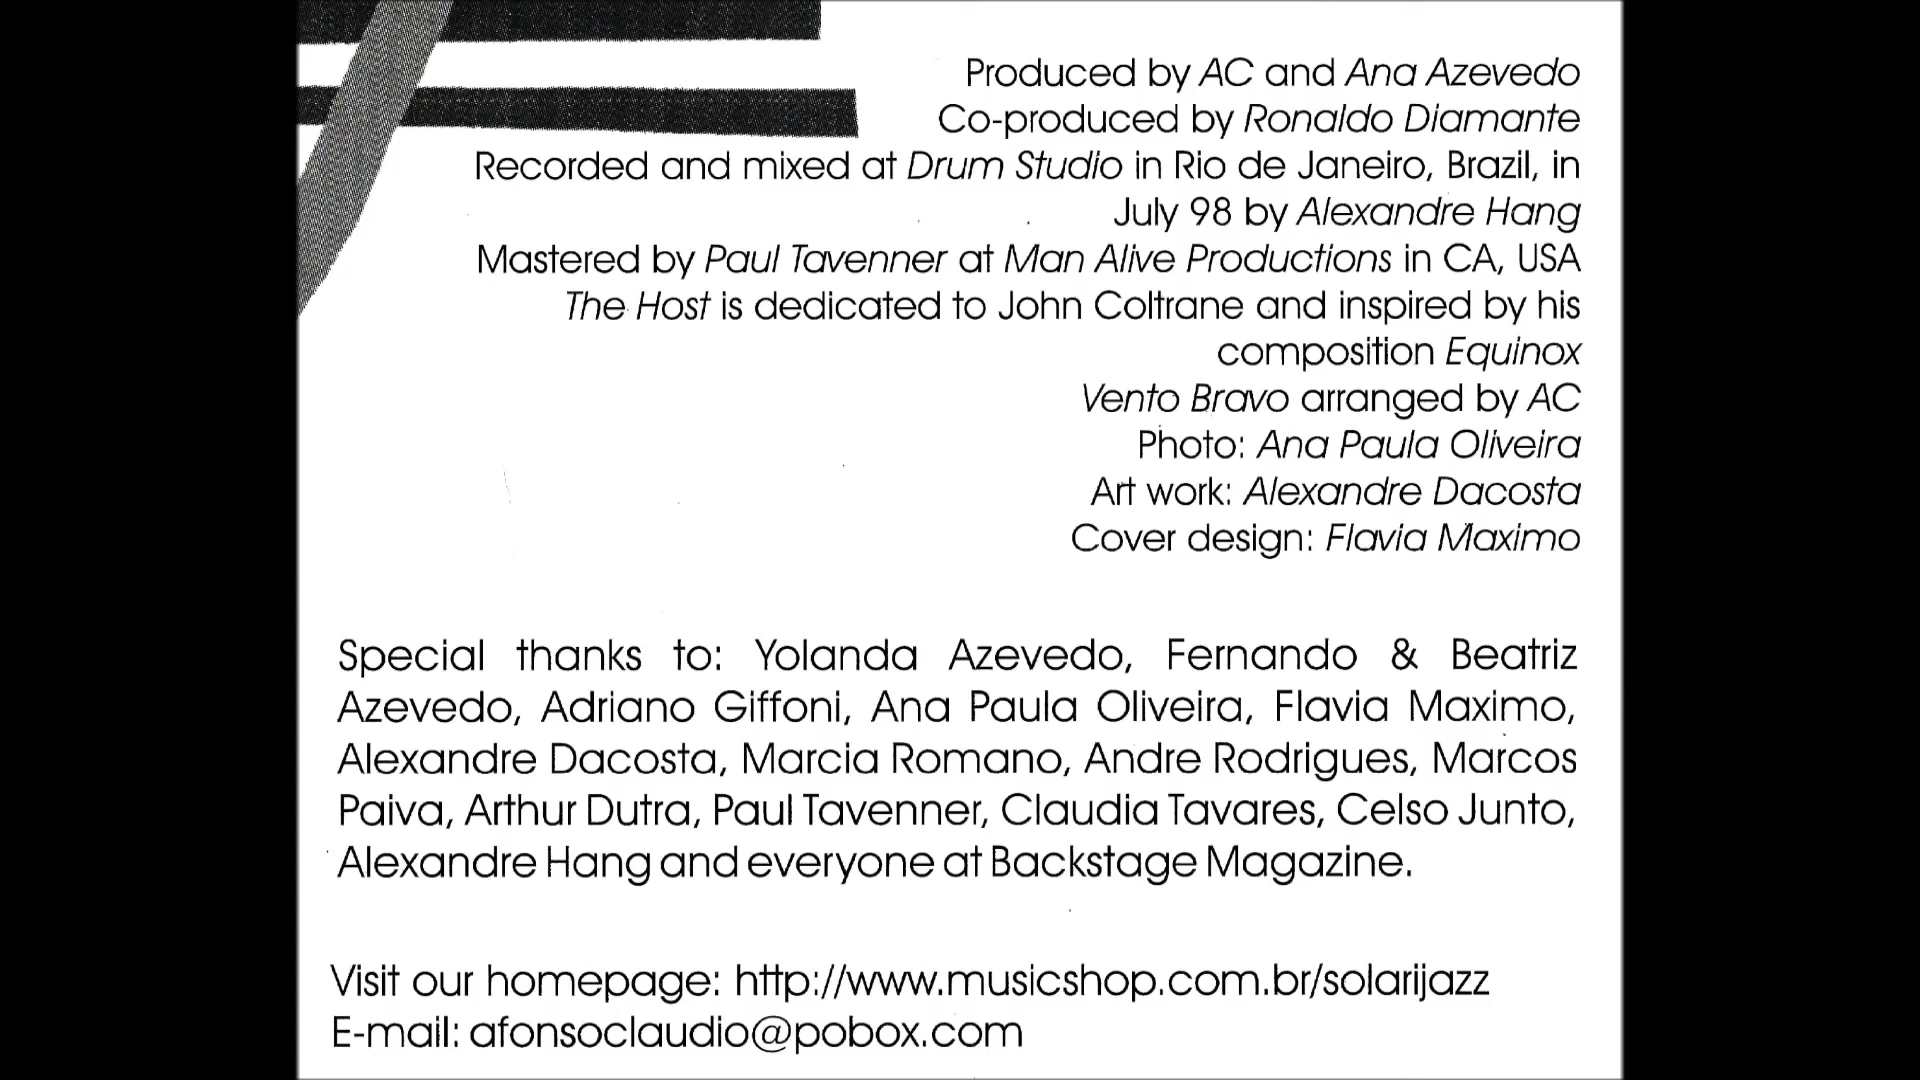 Produced by AC and Ana Azevedo
Co-produced by Ronaldo Diamante
Recorded and mixed at Drum Studio in Rio de Janeiro, Brazil, in
July 98 by Alexandre Hang
Mastered by Paul Tavenner at Man Alive Productions in CA, USA
The Host is dedicated to John Coltrane and inspired by his
composition Equinox
Vento Bravo arranged by AC
Photo: Ana Paula Oliveira
Art work: Alexandre Dacosta
Cover design: Flavia Maximo
Special thanks to: Yolanda Azevedo, Fernando & Beatriz
Azevedo, Adriano Giffoni, Ana Paula Oliveira, Flavia Maximo,
Alexandre Dacosta, Marcia Romano, Andre Rodrigues, Marcos
Paiva, Arthur Dutra, Paul Tavenner, Claudia Tavares, Celso Junto,
Alexandre Hang and everyone at Backstage Magazine.
Visit our homepage: http://www.musicshop.com.br/solarijazz
E-mail: afonsoclaudio@pobox.com